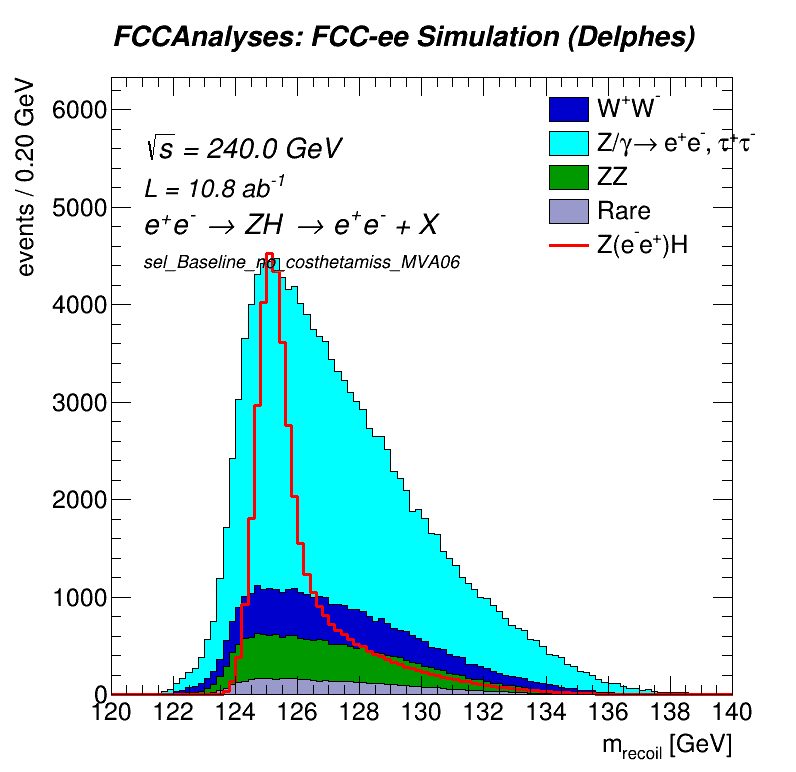 FCCAnalyses: FCC-ee Simulation (Delphes)
events / 0.20 GeV
6000
5000
4000
3000
2000
1000
0
√s = 240.0 GeV
L = 10.8 ab⁻¹
e⁺e⁻ → ZH → e⁺e⁻ + X
sel_Baseline_no_costhetamiss_MVA06
W⁺W⁻
Z/γ→ e⁺e⁻, τ⁺τ⁻
ZZ
Rare
Z(e⁻e⁺)H
120 122 124 126 128 130 132 134 136 138 140
m_recoil [GeV]